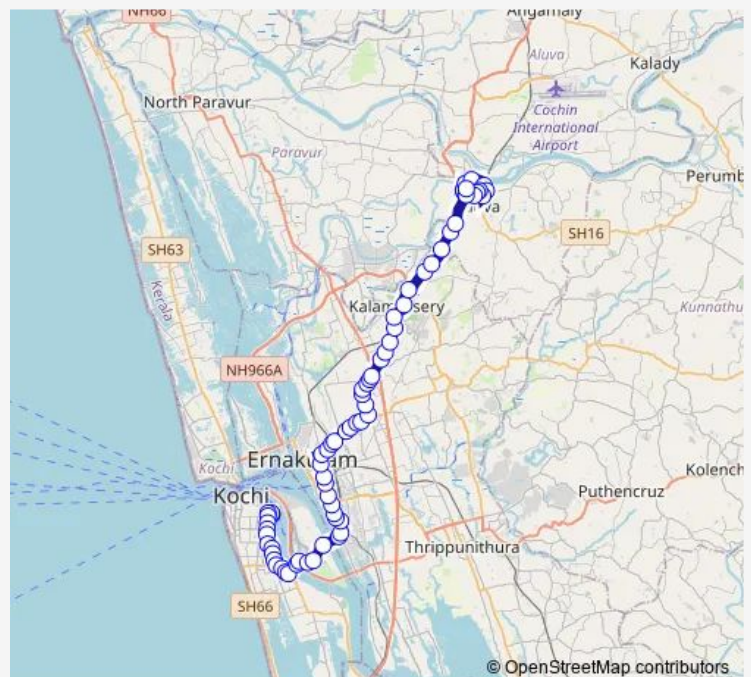 NH66
Angamaly
Aluva
Kalady
North Paravur
Cochin
International
Airport
Paravur
Perumb
SH16
SH63
Kerala
Kunnathu
NH966A
Kochi
Ernakulam
Kolench
Kochi
Puthencruz
Thrippunithura
SH66
© OpenStreetMap contributors